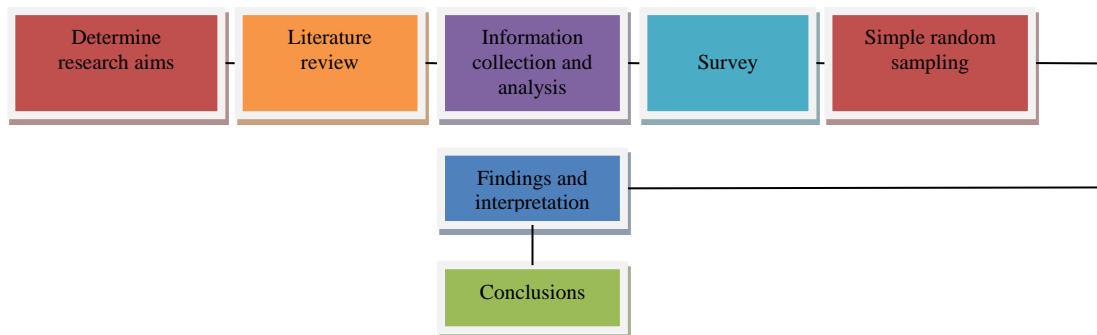 Determine
research aims
Literature
review
Information
collection and
analysis
Survey
Simple random
sampling
Findings and
interpretation
Conclusions